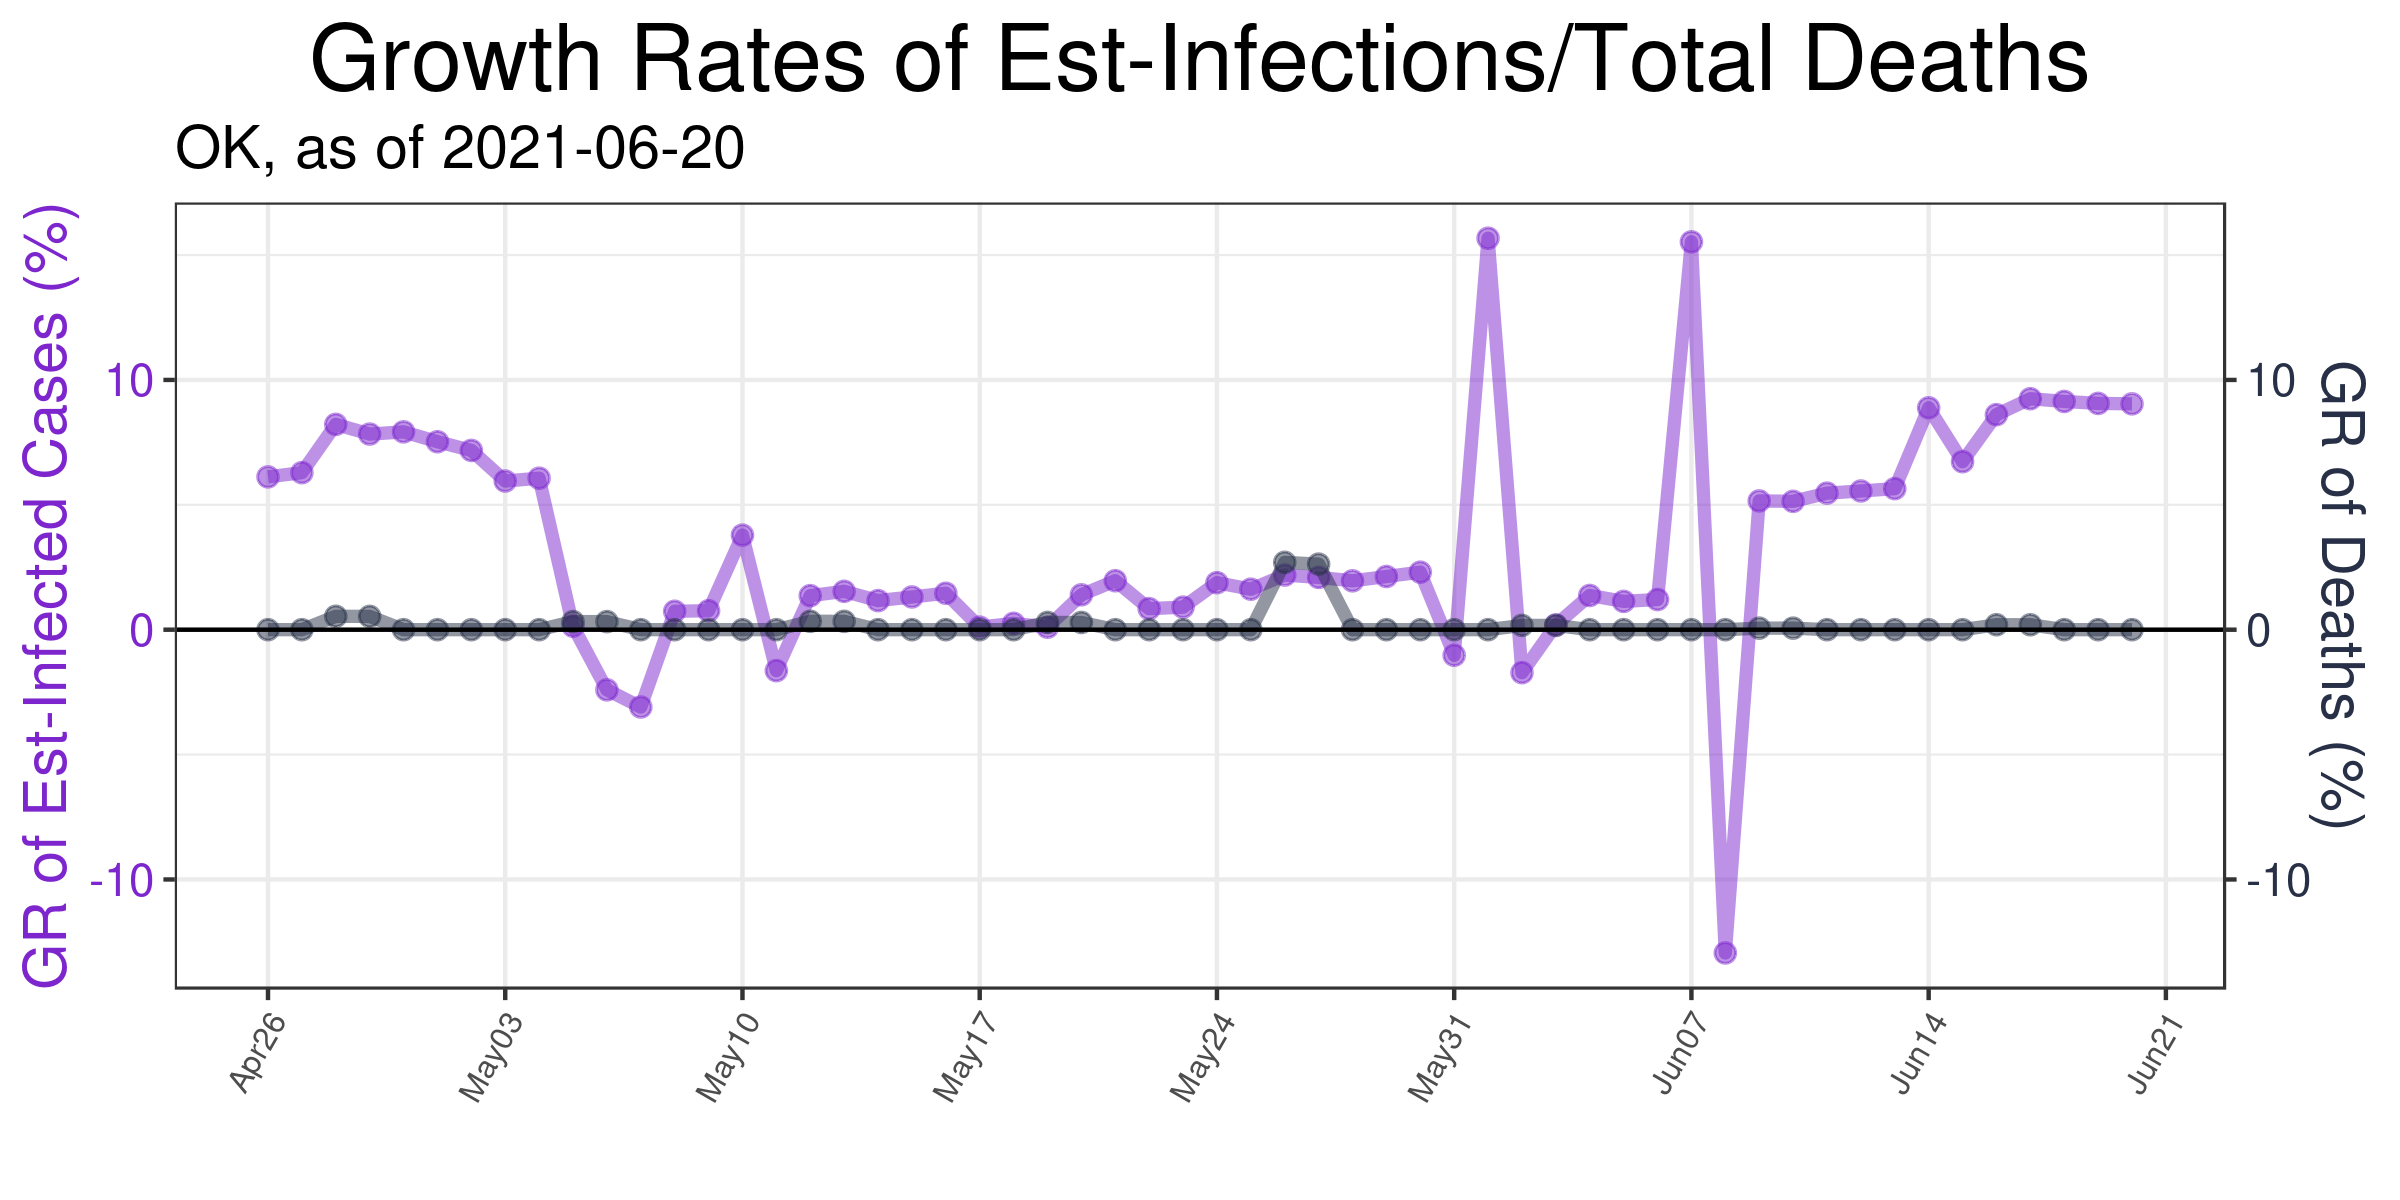 Growth Rates of Est-Infections/Total Deaths
OK, as of 2021-06-20
GR of Est-Infected Cases (%)
10
0
-10
10
0
-10
GR of Deaths (%)
Apr26
May03
May10
May17
May24
May31
Jun07
Jun14
Jun21